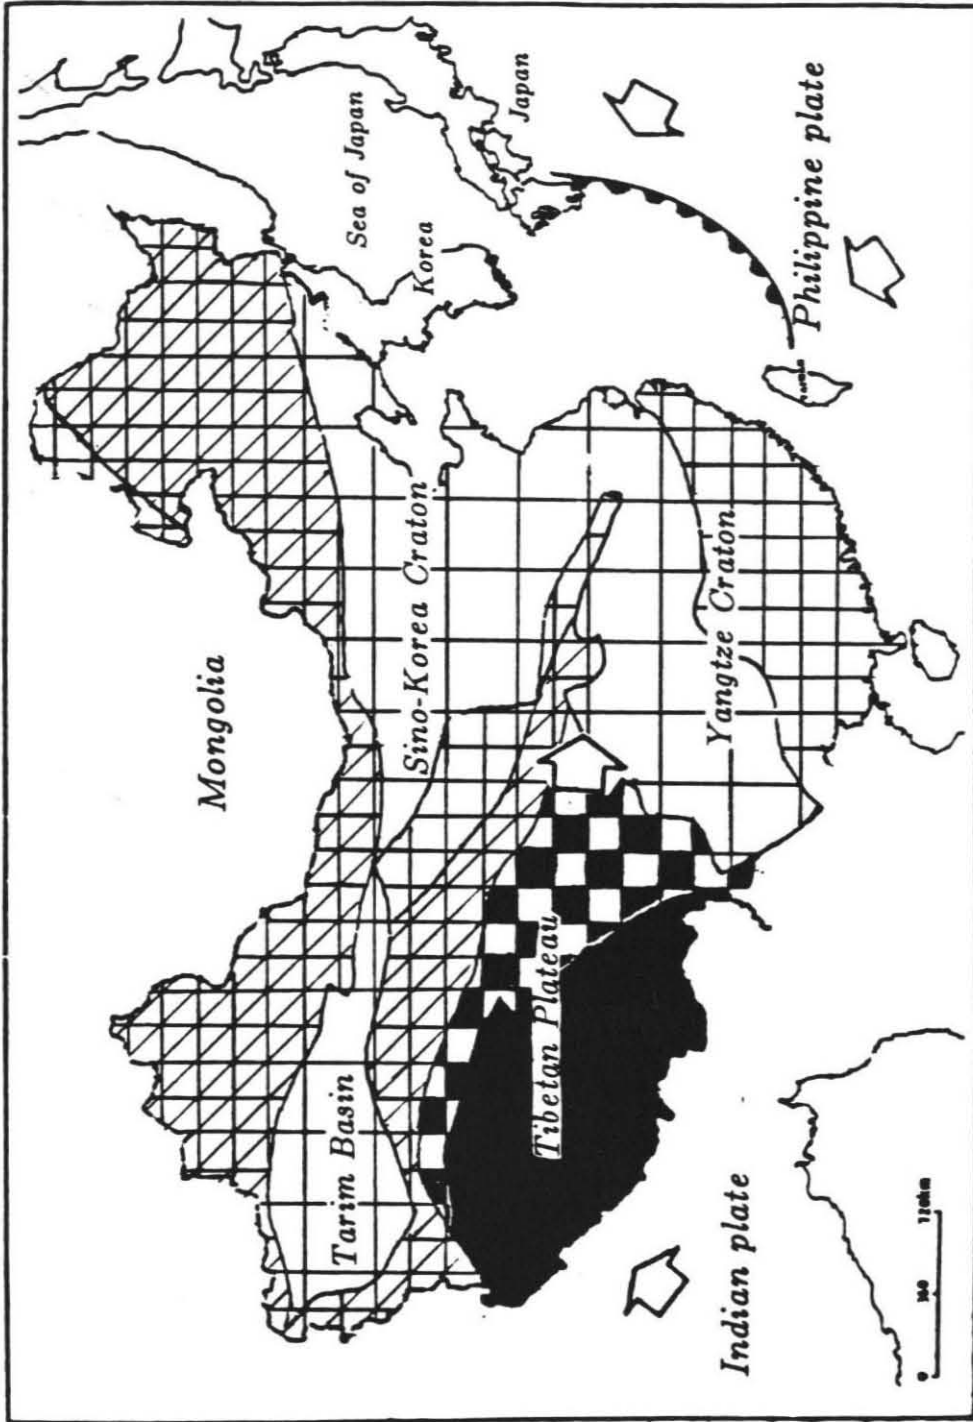 Mongolia
Tarim Basin
Sea of Japan
Sino-Korea Craton
Korea
Japan
Tibetan Plateau
Yangtze Craton
Indian plate
Philippine plate
0